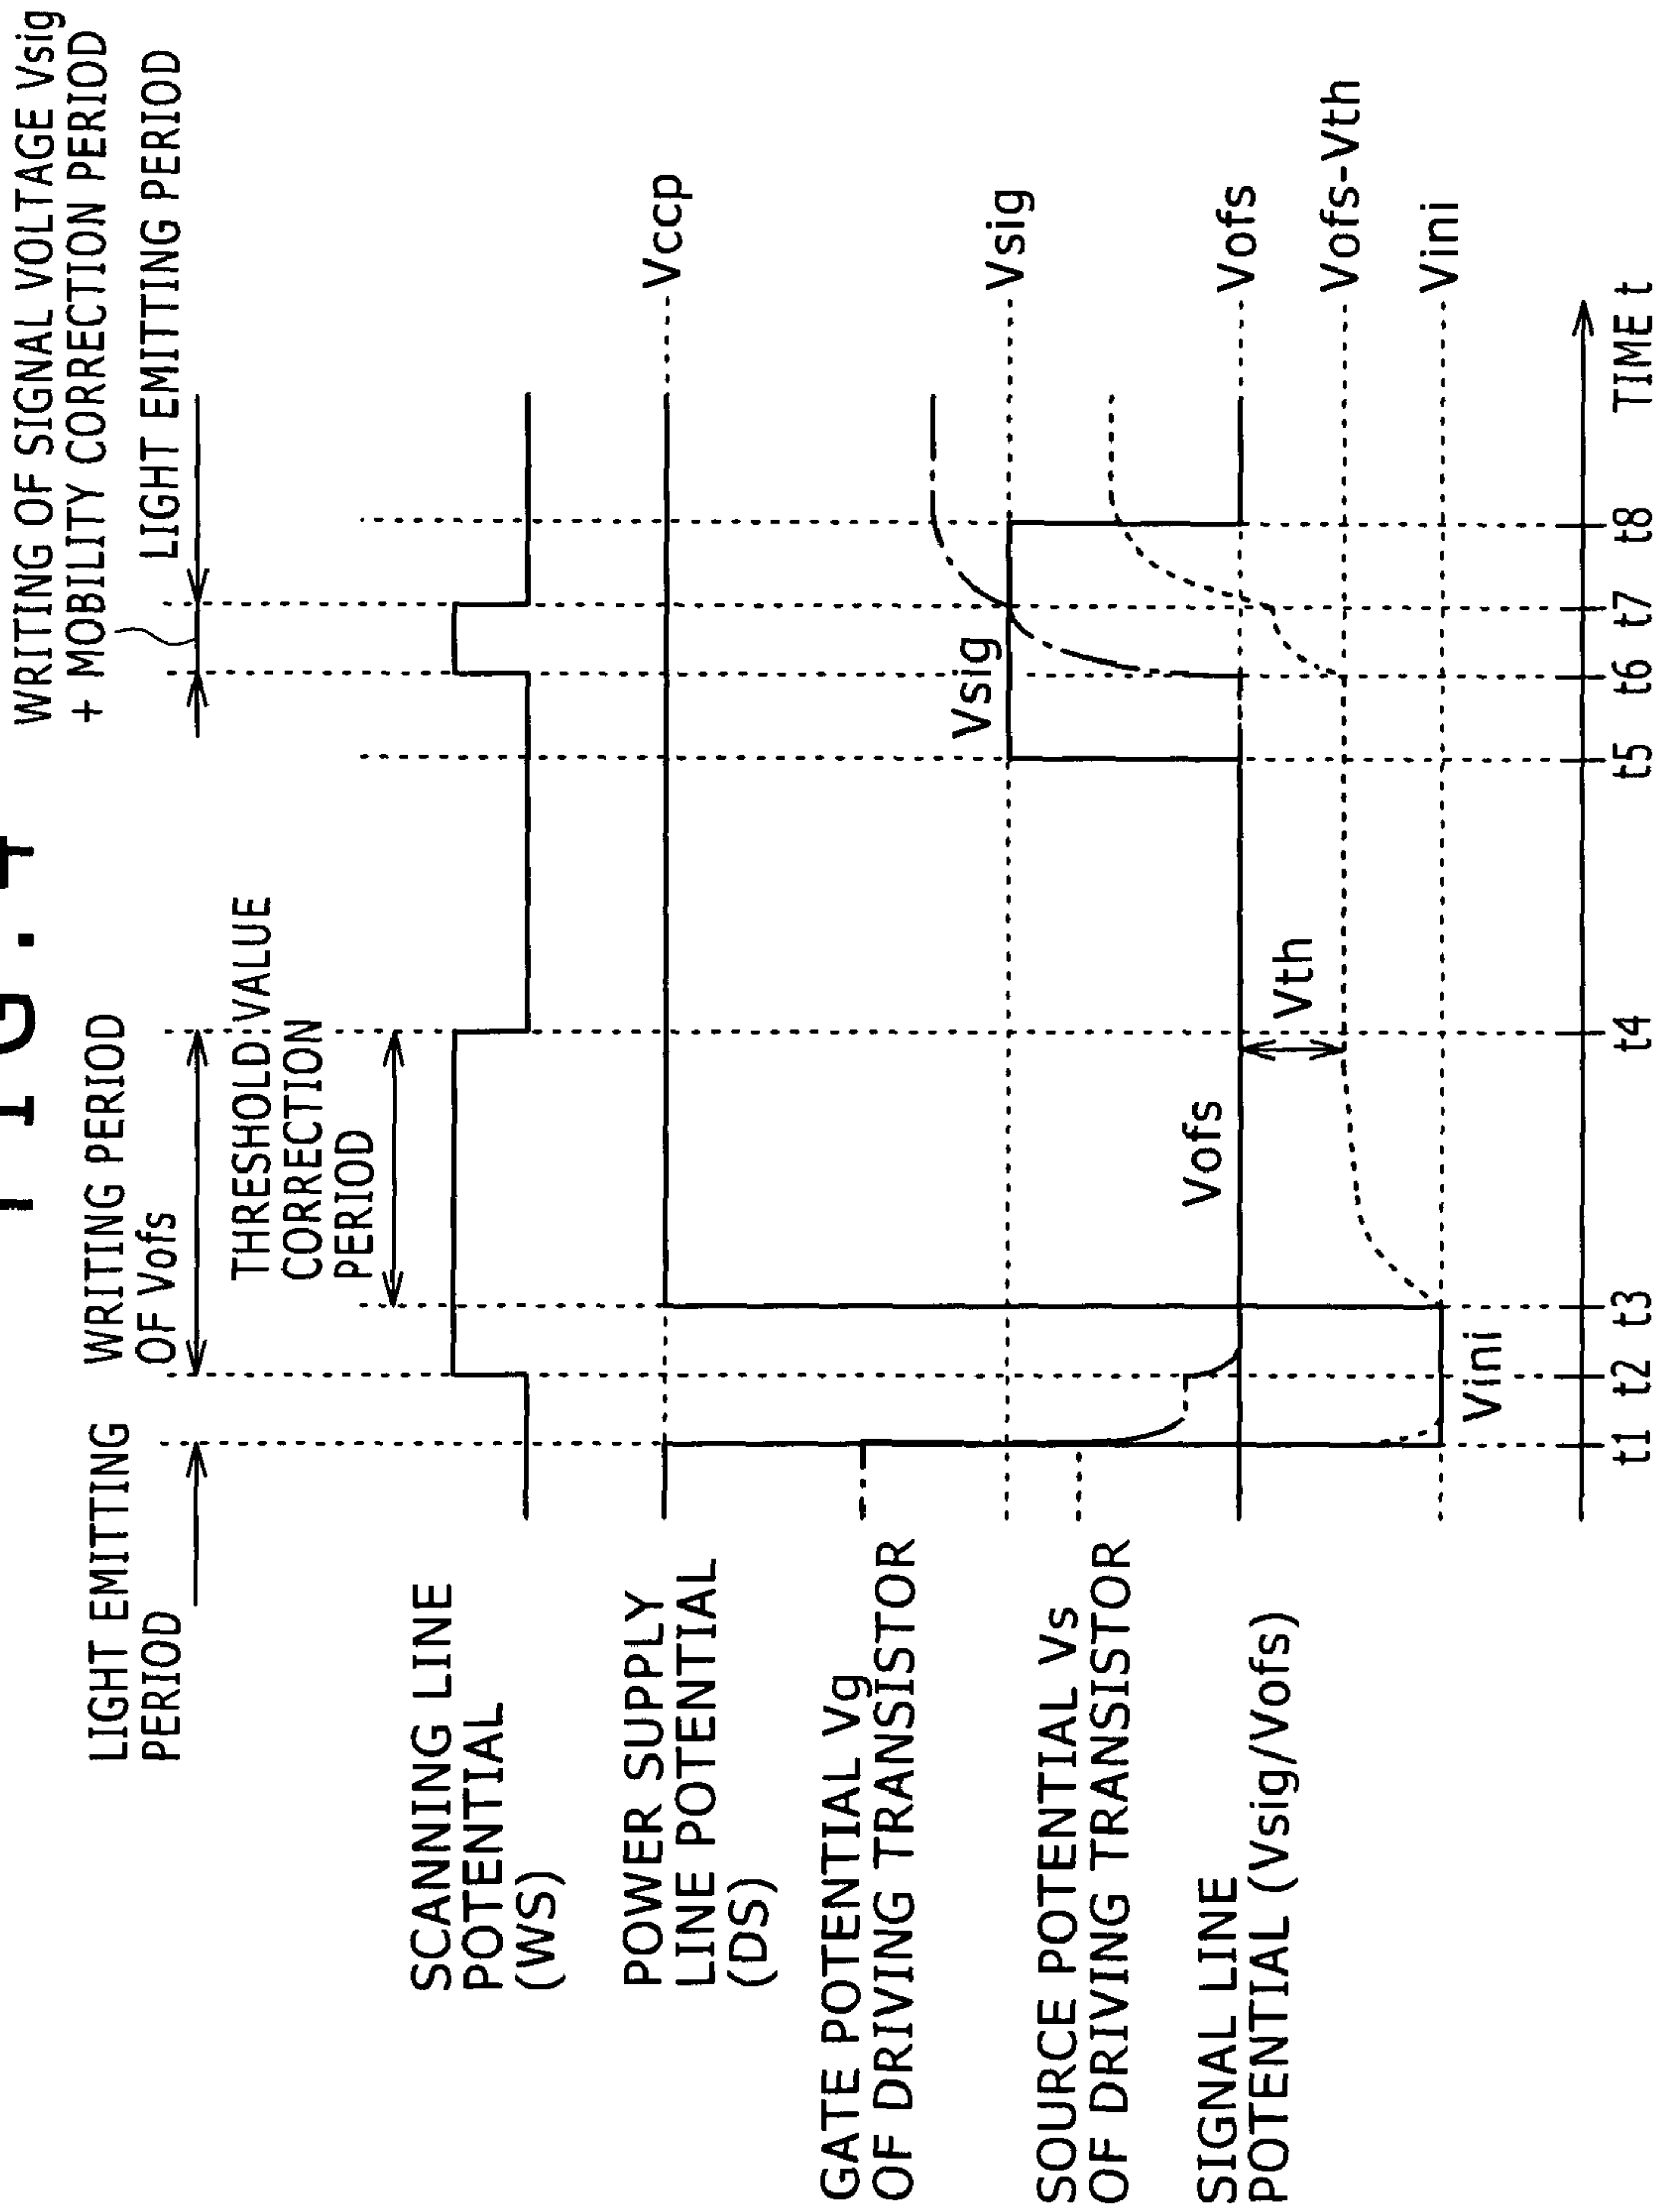 FIG. 4
WRITING OF SIGNAL VOLTAGE Vsig
+ MOBILITY CORRECTION PERIOD
LIGHT EMITTING
PERIOD
WRITING PERIOD
OF Vofs
LIGHT EMITTING PERIOD
THRESHOLD VALUE
CORRECTION
PERIOD
SCANNING LINE
POTENTIAL
(WS)
POWER SUPPLY
LINE POTENTIAL
(DS)
Vccp
GATE POTENTIAL Vg
OF DRIVING TRANSISTOR
Vsig
Vsig
SOURCE POTENTIAL Vs
OF DRIVING TRANSISTOR
SIGNAL LINE
POTENTIAL (Vsig/Vofs)
Vofs
Vofs
Vth
Vofs-Vth
Vini
Vini
t1 t2 t3 t4 t5 t6 t7 t8 TIME t